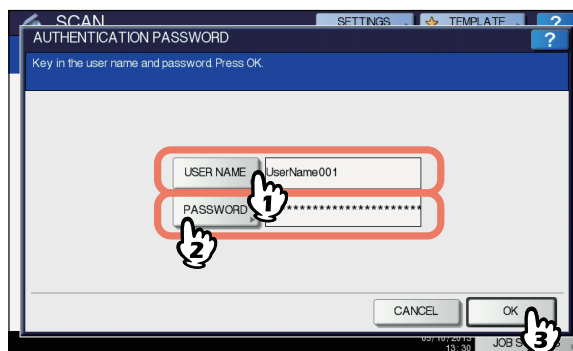 SCAN SETTINGS TEMPLATE ?
AUTHENTICATION PASSWORD ?
Key in the user name and password. Press OK.
USER NAME UserName001
1
PASSWORD **********************
2
CANCEL OK
3
13:30 JOB